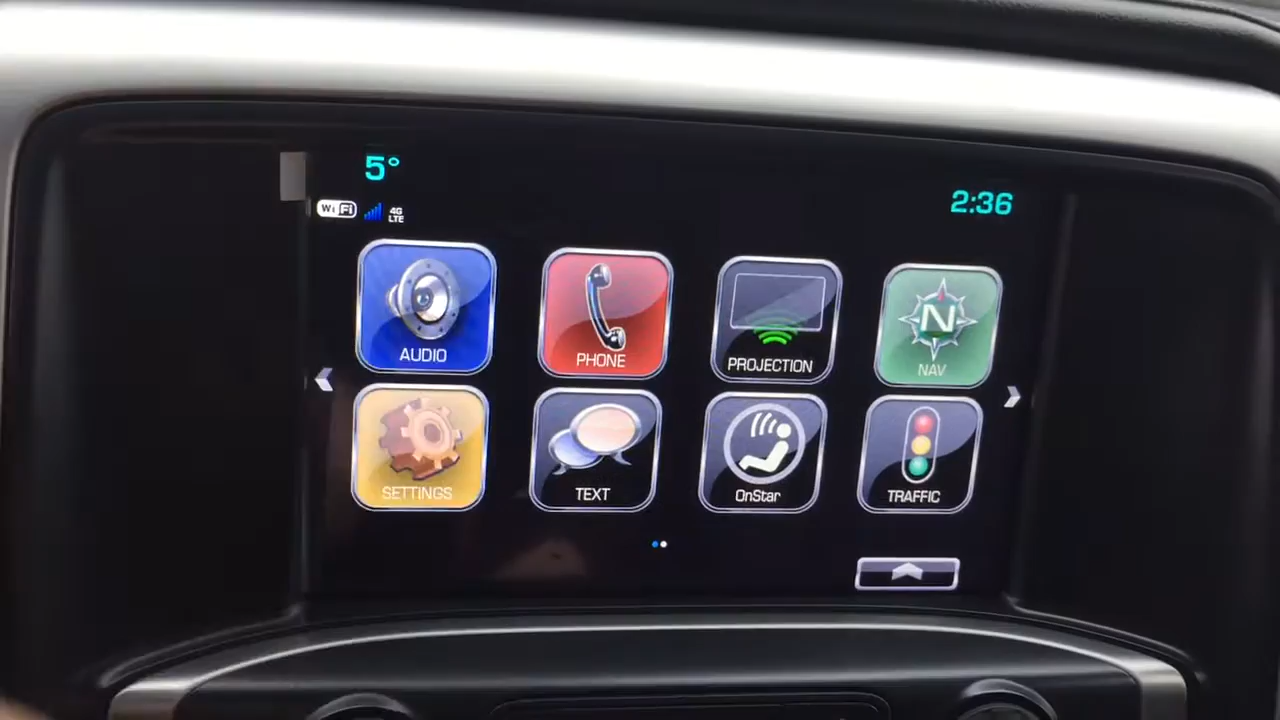 5°
2:36
WiFi
4G
LTE
AUDIO
PHONE
PROJECTION
N
NAV
SETTINGS
TEXT
OnStar
TRAFFIC